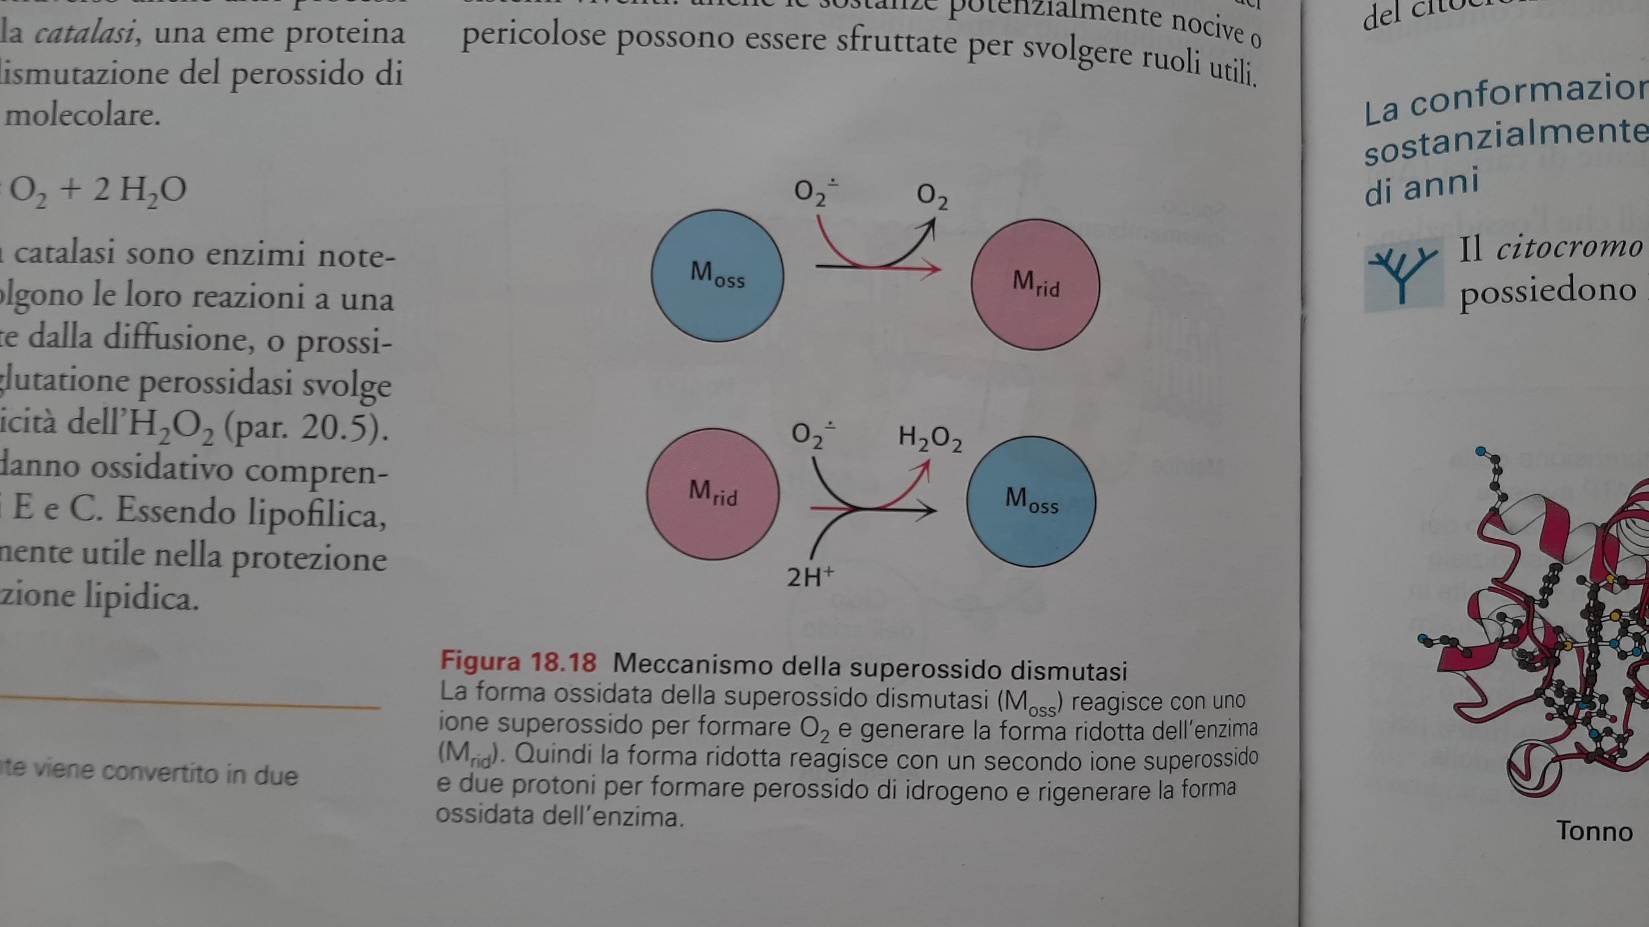 la catalasi, una eme proteina
dismutazione del perossido di
molecolare.
O₂ + 2 H₂O
catalasi sono enzimi note-
olgono le loro reazioni a una
te dalla diffusione, o prossi-
glutatione perossidasi svolge
icità dell'H₂O₂ (par. 20.5).
danno ossidativo compren-
E e C. Essendo lipofilica,
mente utile nella protezione
zione lipidica.
te viene convertito in due
potenzialmente nocive o
pericolose possono essere sfruttate per svolgere ruoli utili.
O₂∸ O₂
Moss Mrid
O₂∸ H₂O₂
Mrid Moss
2H⁺
Figura 18.18 Meccanismo della superossido dismutasi
La forma ossidata della superossido dismutasi (Moss) reagisce con uno
ione superossido per formare O₂ e generare la forma ridotta dell'enzima
(Mrid). Quindi la forma ridotta reagisce con un secondo ione superossido
e due protoni per formare perossido di idrogeno e rigenerare la forma
ossidata dell'enzima.
La conformazion
sostanzialmente
di anni
Il citocromo
possiedono
Tonno